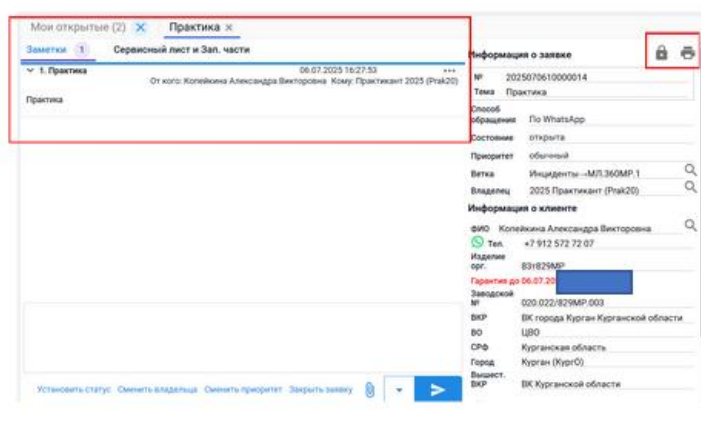 Мои открытые (2) × Практика ×
Заметки 1 Сервисный лист и Зап. части
1. Практика 06.07.2025 16:27:53 •••
От кого: Копейкина Александра Викторовна Кому: Практикант 2025 (Prak20)
Практика
Установить статус Сменить владельца Сменить приоритет Закрыть заявку
Информация о заявке
№ 2025070610000014
Тема Практика
Способ обращения По WhatsApp
Состояние открыта
Приоритет обычный
Ветка Инциденты→МЛ.360МР.1
Владелец 2025 Практикант (Prak20)
Информация о клиенте
ФИО Копейкина Александра Викторовна
Тел. +7 912 572 72 07
Изделие орг. 83т829МР
Гарантия до 06.07.20
Заводской № 020.022/829МР.003
ВКР ВК города Курган Курганской области
ВО ЦВО
СРФ Курганская область
Город Курган (КургО)
Вышест. ВКР ВК Курганской области